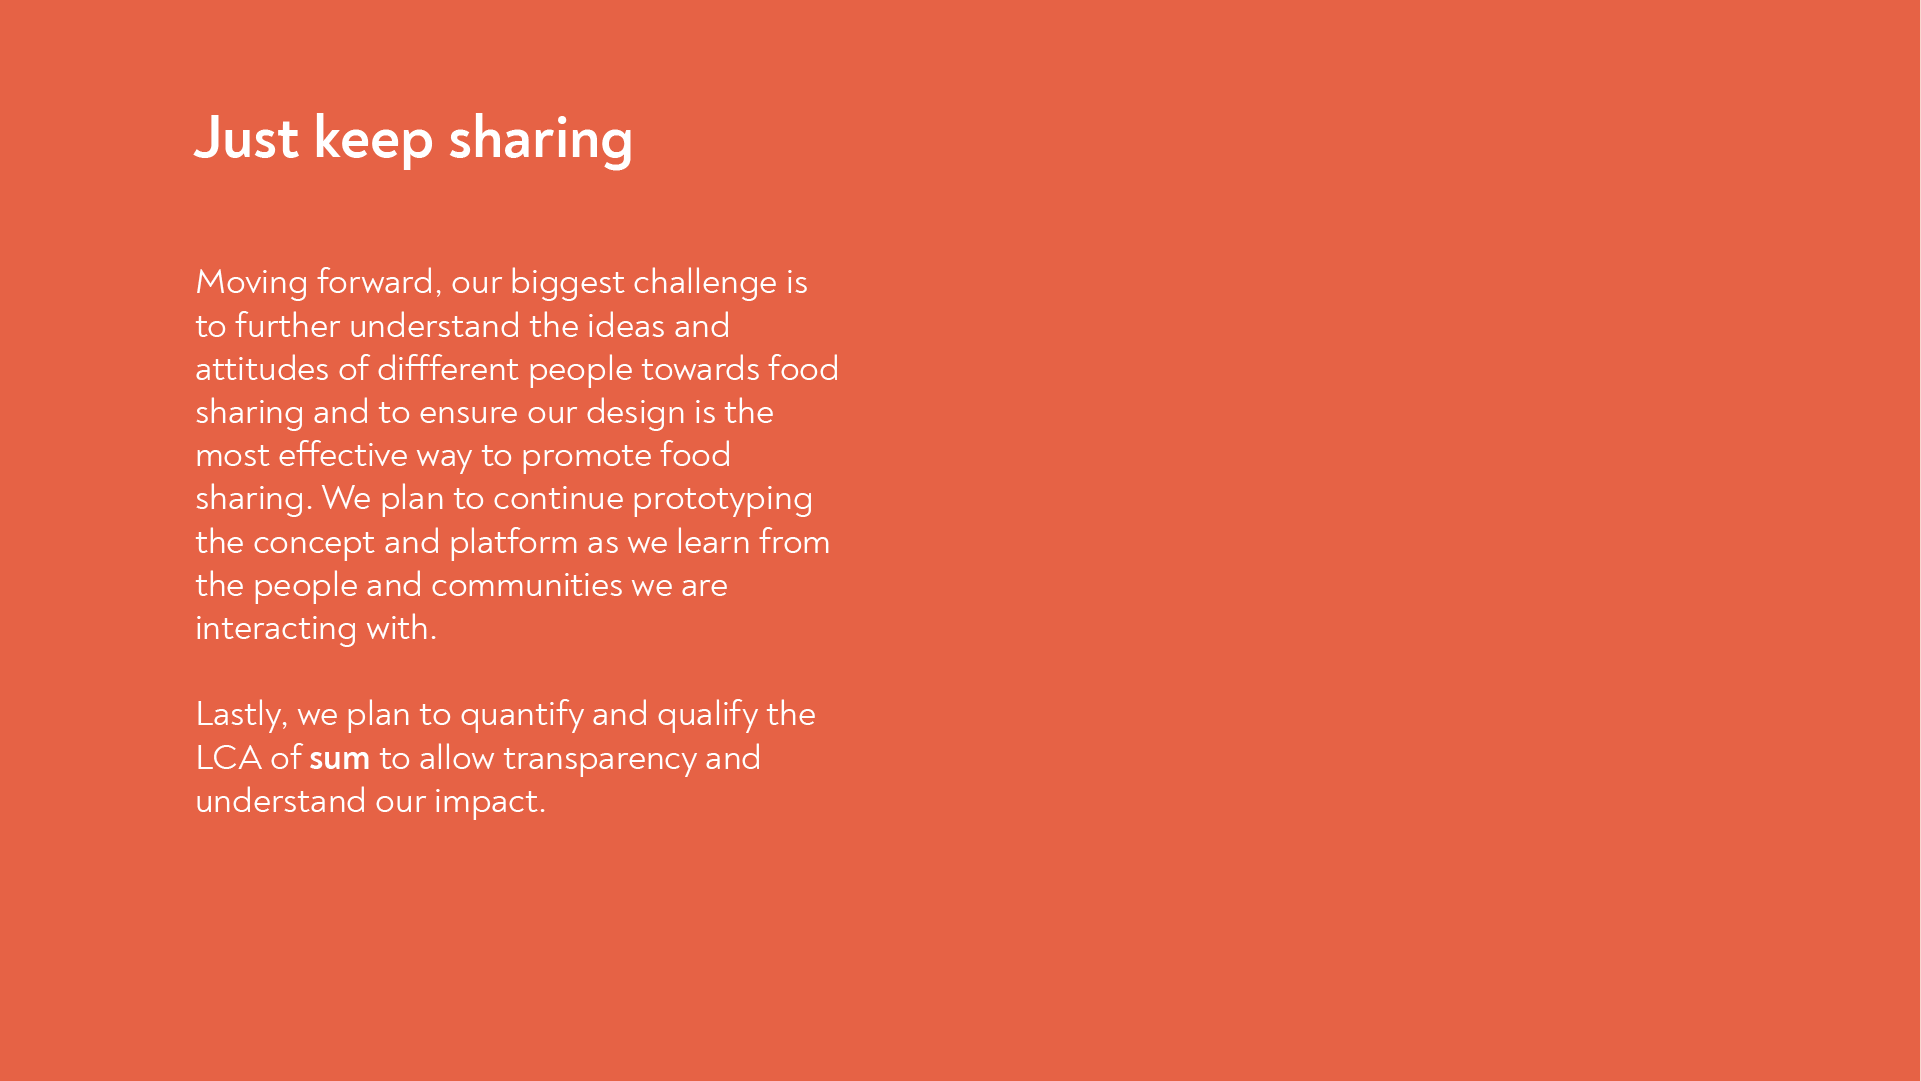 Just keep sharing
Moving forward, our biggest challenge is
to further understand the ideas and
attitudes of diffferent people towards food
sharing and to ensure our design is the
most effective way to promote food
sharing. We plan to continue prototyping
the concept and platform as we learn from
the people and communities we are
interacting with.
Lastly, we plan to quantify and qualify the
LCA of sum to allow transparency and
understand our impact.